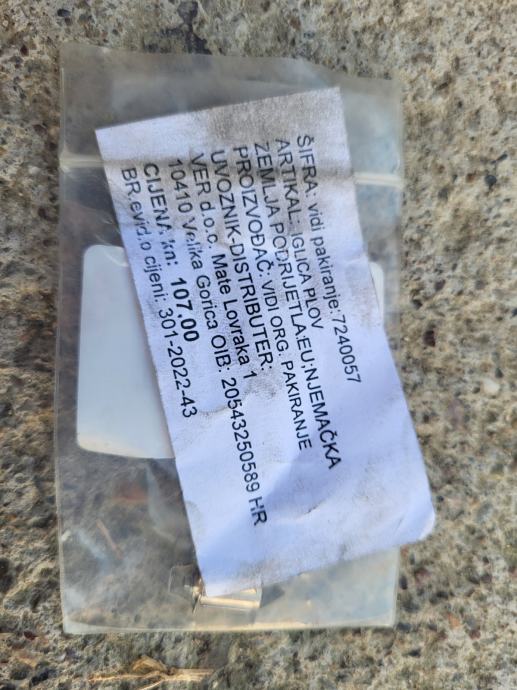 ŠIFRA: vidi pakiranje:7240057
ARTIKAL: IGLICA PLOV
ZEMLJA PODRIJETLA:EU;NJEMAČKA
PROIZVOĐAČ: VIDI ORG. PAKIRANJE
UVOZNIK-DISTRIBUTER:
VER d.o.o. Mate Lovraka 1
10410 Velika Gorica OIB: 20543250589 HR
CIJENA kn: 107,00
BR.evid.o cijeni: 301-2022-43